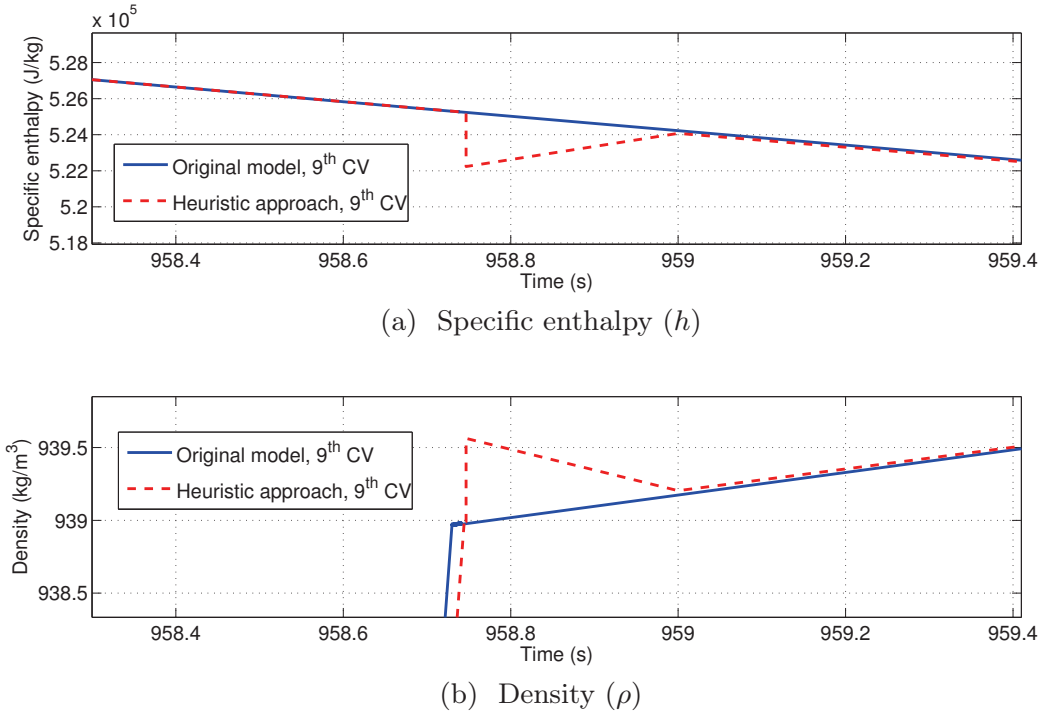 x 10⁵
Specific enthalpy (J/kg)
5.28
5.26
5.24
5.22
5.2
5.18
Original model, 9ᵗʰ CV
Heuristic approach, 9ᵗʰ CV
958.4 958.6 958.8 959 959.2 959.4
Time (s)
(a) Specific enthalpy (h)
Density (kg/m³)
939.5
939
938.5
Original model, 9ᵗʰ CV
Heuristic approach, 9ᵗʰ CV
958.4 958.6 958.8 959 959.2 959.4
Time (s)
(b) Density (ρ)